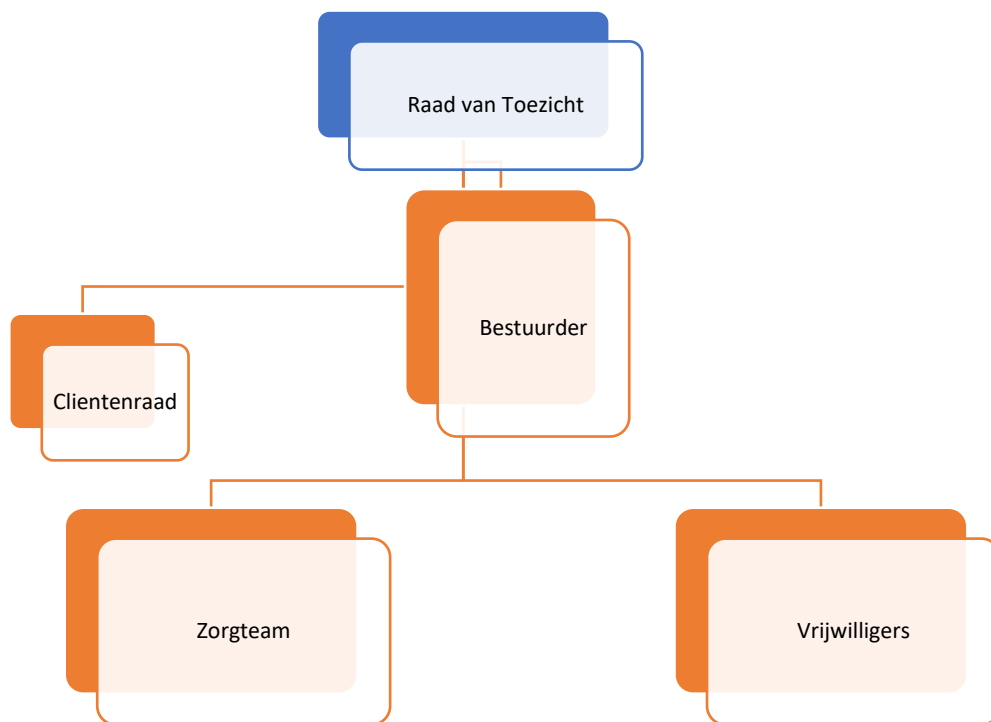 Raad van Toezicht
Bestuurder
Clientenraad
Zorgteam
Vrijwilligers